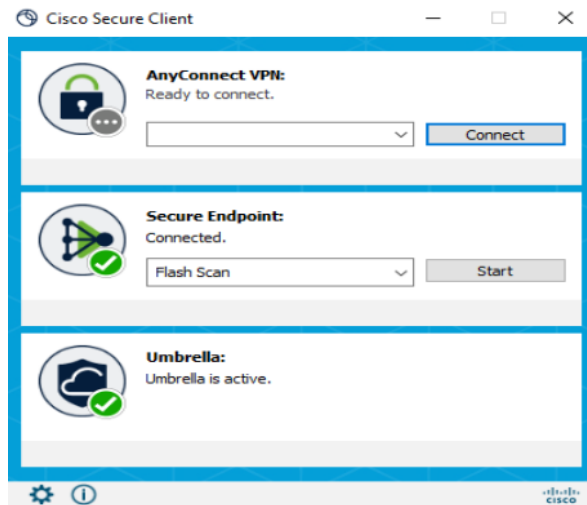 Cisco Secure Client
AnyConnect VPN:
Ready to connect.
Connect
Secure Endpoint:
Connected.
Flash Scan
Start
Umbrella:
Umbrella is active.
cisco